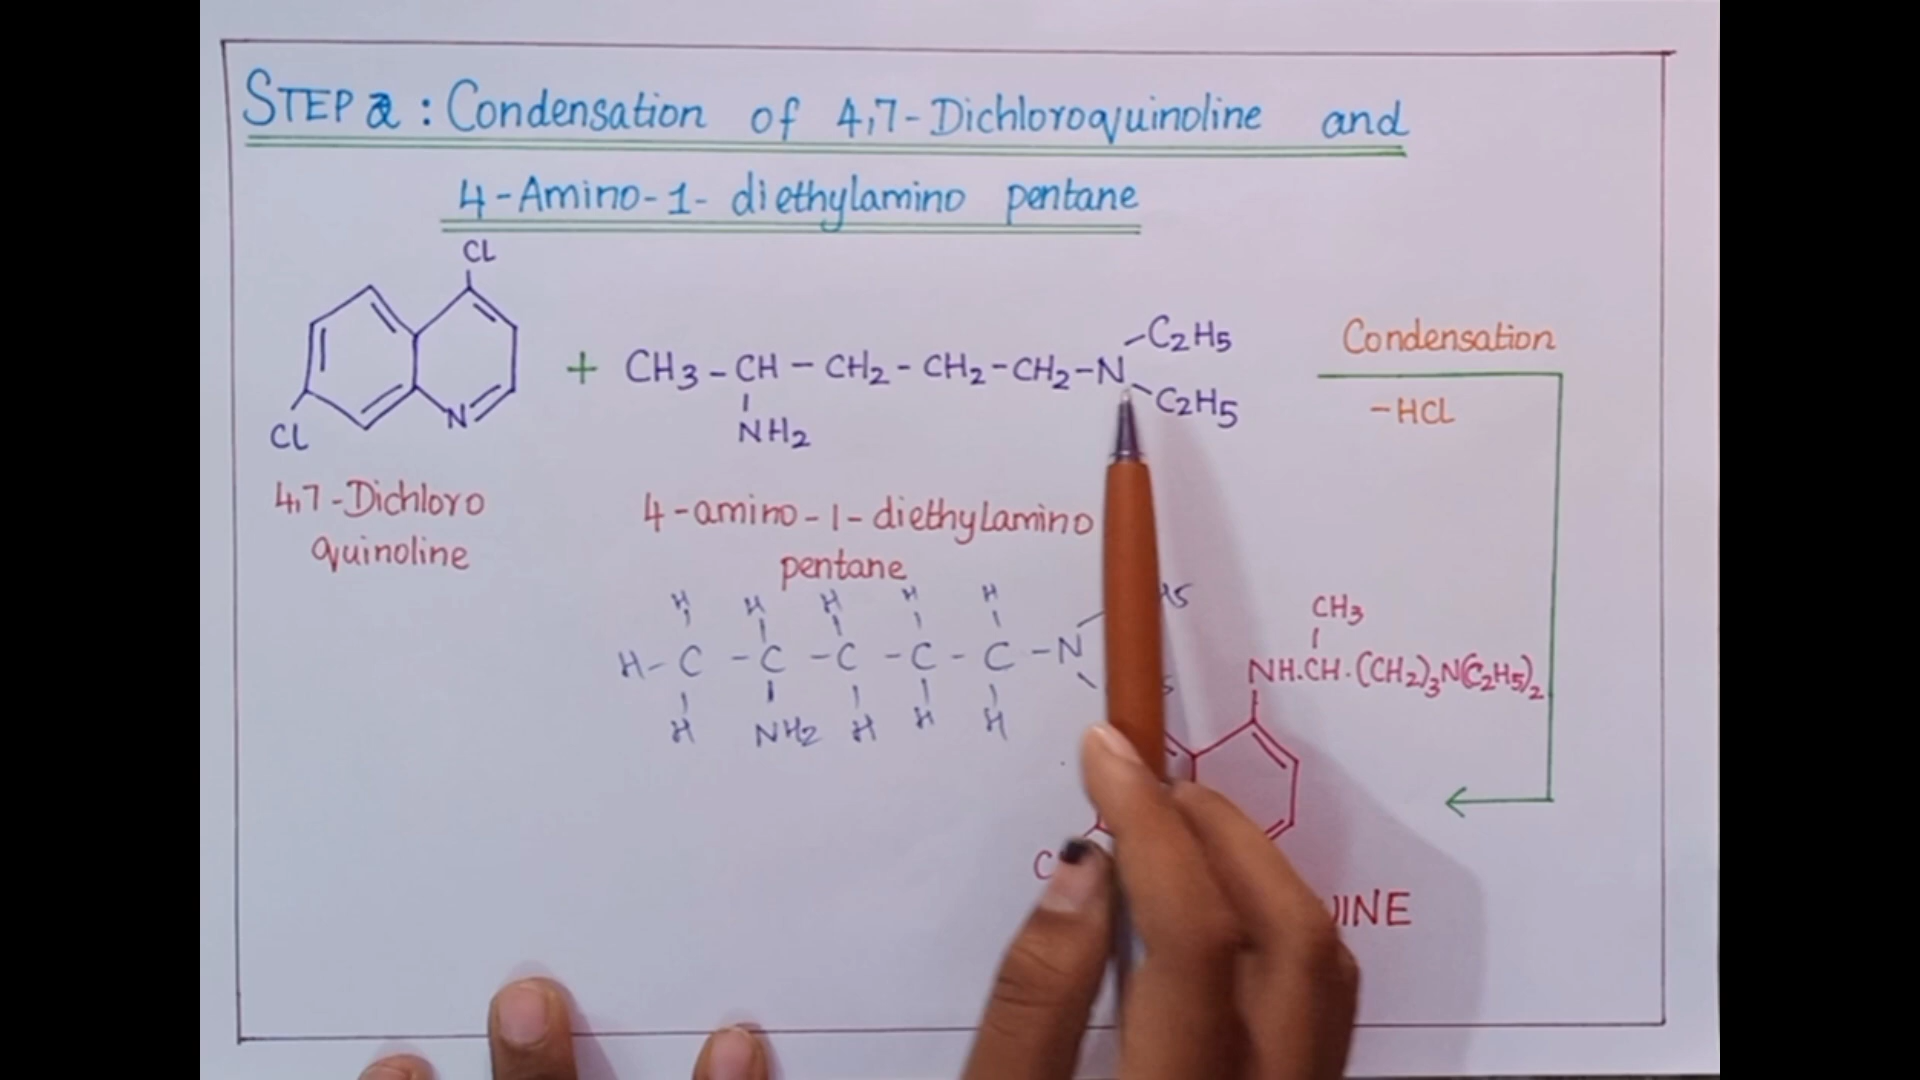 STEP 2 : Condensation of 4,7-Dichloroquinoline and
4-Amino-1-diethylamino pentane
Cl
Cl
N
+ CH3 - CH - CH2 - CH2 - CH2 - N
NH2
C2H5
C2H5
Condensation
-HCl
4,7-Dichloro
quinoline
4-amino-1-diethylamino
pentane
H H H H H
H - C - C - C - C - C - N
H NH2 H H H
CH3
NH.CH.(CH2)3N(C2H5)2